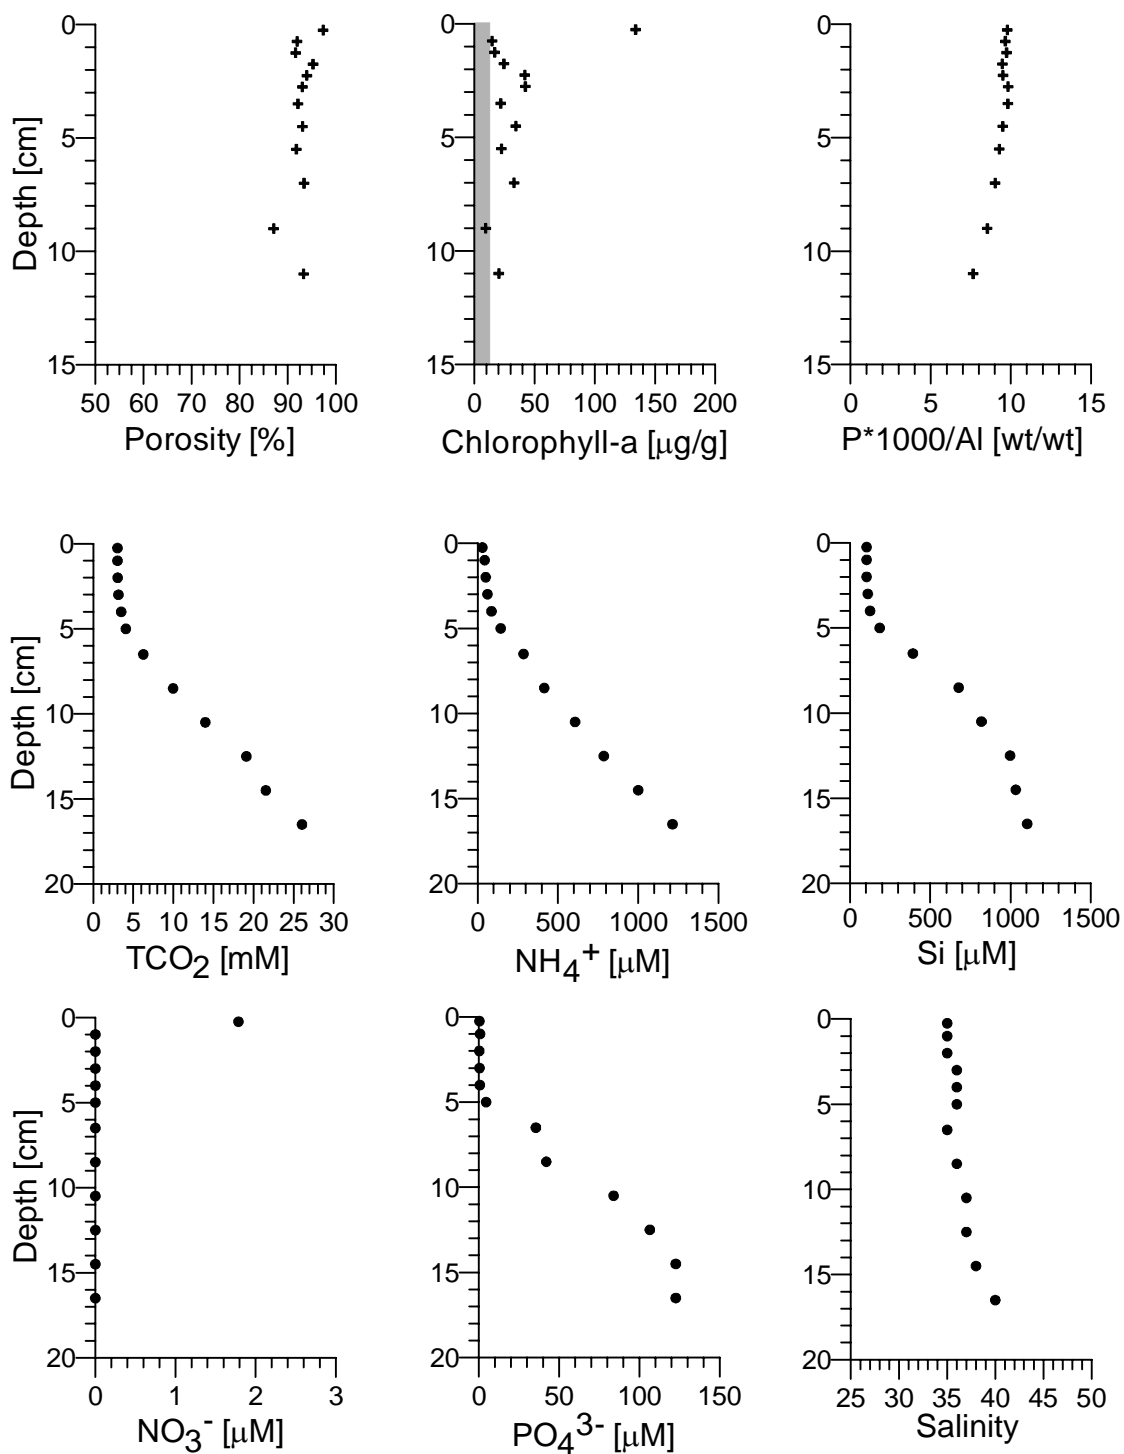 0
5
10
15
Depth [cm]
50 60 70 80 90 100
Porosity [%]
0
5
10
15
0 50 100 150 200
Chlorophyll-a [μg/g]
0
5
10
15
0 5 10 15
P*1000/Al [wt/wt]
0
5
10
15
20
Depth [cm]
0 5 10 15 20 25 30
TCO₂ [mM]
0
5
10
15
20
0 500 1000 1500
NH₄⁺ [μM]
0
5
10
15
20
0 500 1000 1500
Si [μM]
0
5
10
15
20
Depth [cm]
0 1 2 3
NO₃⁻ [μM]
0
5
10
15
20
0 50 100 150
PO₄³⁻ [μM]
0
5
10
15
20
25 30 35 40 45 50
Salinity